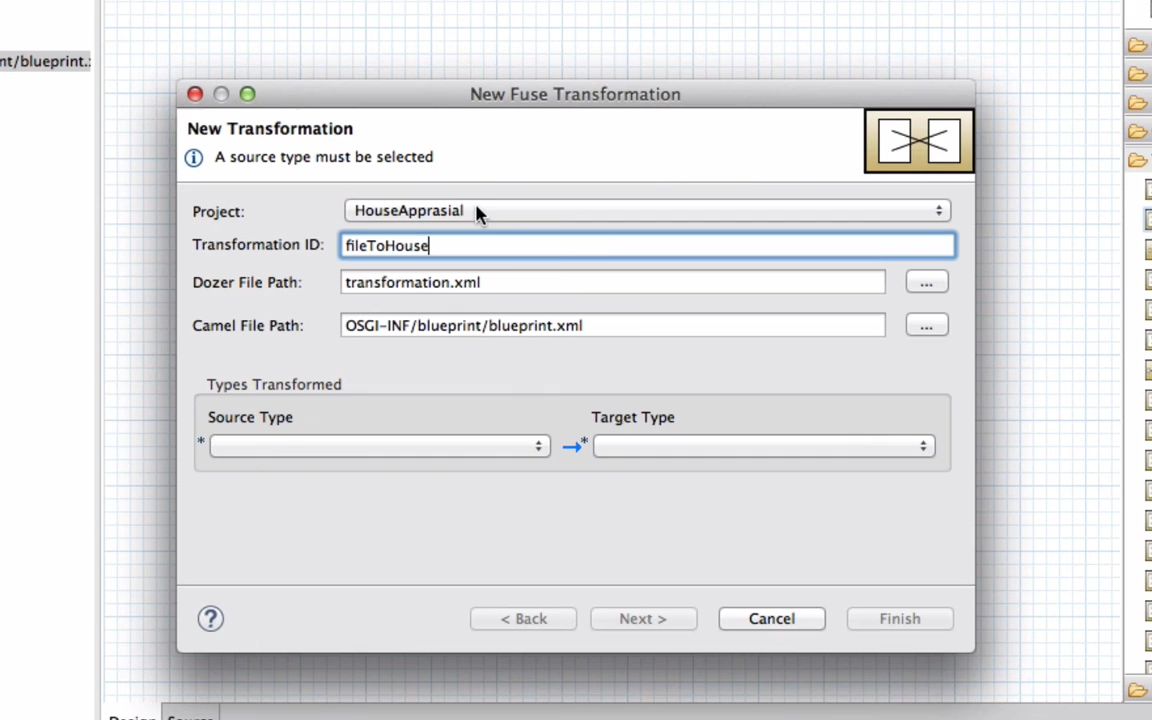 nt/blueprint.
New Fuse Transformation
New Transformation
A source type must be selected
Project: HouseApprasial
Transformation ID: fileToHouse
Dozer File Path: transformation.xml ...
Camel File Path: OSGI-INF/blueprint/blueprint.xml ...
Types Transformed
Source Type Target Type
* *
? < Back Next > Cancel Finish
Design Source